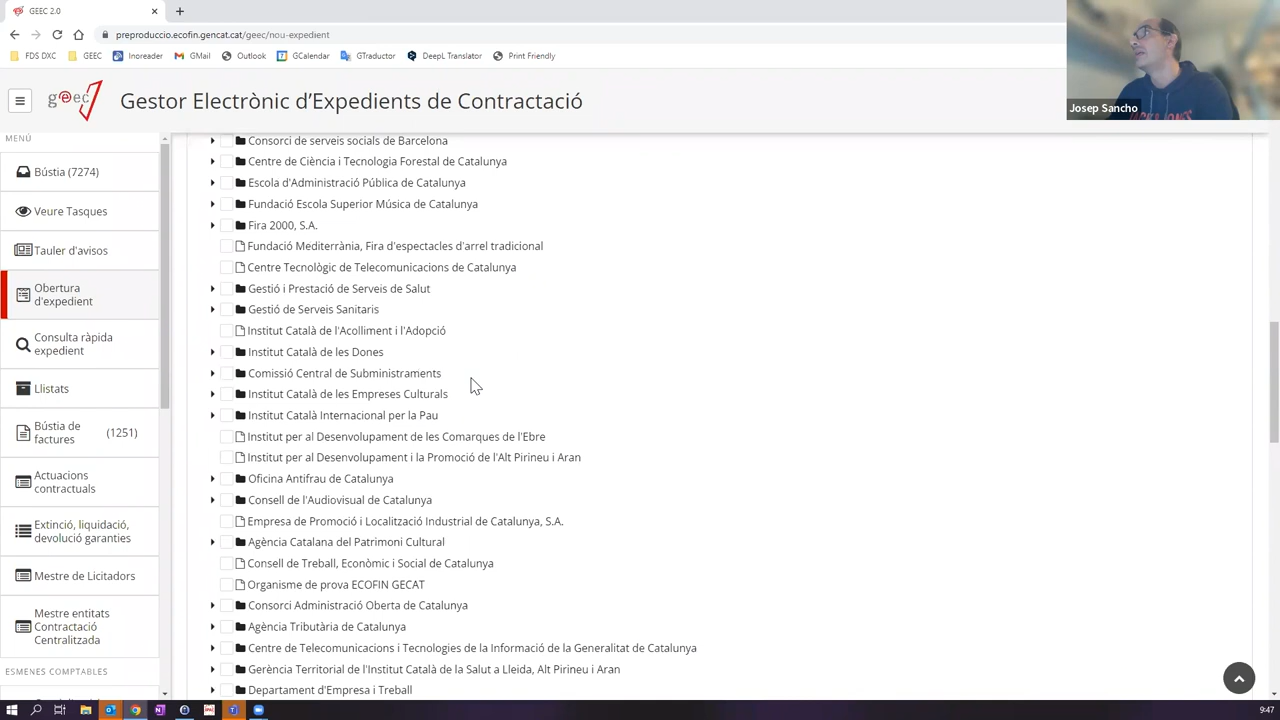 GEEC 2.0
preproduccio.ecofin.gencat.cat/geec/nou-expedient
FDS DXC
GEEC
Inoreader
GMail
Outlook
GCalendar
GTraductor
DeepL Translator
Print Friendly
geec
Gestor Electrònic d'Expedients de Contractació
Josep Sancho
MENÚ
Bústia (7274)
Veure Tasques
Tauler d'avisos
Obertura
d'expedient
Consulta ràpida
expedient
Llistats
Bústia de
factures
(1251)
Actuacions
contractuals
Extinció, liquidació,
devolució garanties
Mestre de Licitadors
Mestre entitats
Contractació
Centralitzada
ESMENES COMPTABLES
Consorci de serveis socials de Barcelona
Centre de Ciència i Tecnologia Forestal de Catalunya
Escola d'Administració Pública de Catalunya
Fundació Escola Superior Música de Catalunya
Fira 2000, S.A.
Fundació Mediterrània, Fira d'espectacles d'arrel tradicional
Centre Tecnològic de Telecomunicacions de Catalunya
Gestió i Prestació de Serveis de Salut
Gestió de Serveis Sanitaris
Institut Català de l'Acolliment i l'Adopció
Institut Català de les Dones
Comissió Central de Subministraments
Institut Català de les Empreses Culturals
Institut Català Internacional per la Pau
Institut per al Desenvolupament de les Comarques de l'Ebre
Institut per al Desenvolupament i la Promoció de l'Alt Pirineu i Aran
Oficina Antifrau de Catalunya
Consell de l'Audiovisual de Catalunya
Empresa de Promoció i Localització Industrial de Catalunya, S.A.
Agència Catalana del Patrimoni Cultural
Consell de Treball, Econòmic i Social de Catalunya
Organisme de prova ECOFIN GECAT
Consorci Administració Oberta de Catalunya
Agència Tributària de Catalunya
Centre de Telecomunicacions i Tecnologies de la Informació de la Generalitat de Catalunya
Gerència Territorial de l'Institut Català de la Salut a Lleida, Alt Pirineu i Aran
Departament d'Empresa i Treball
9:47